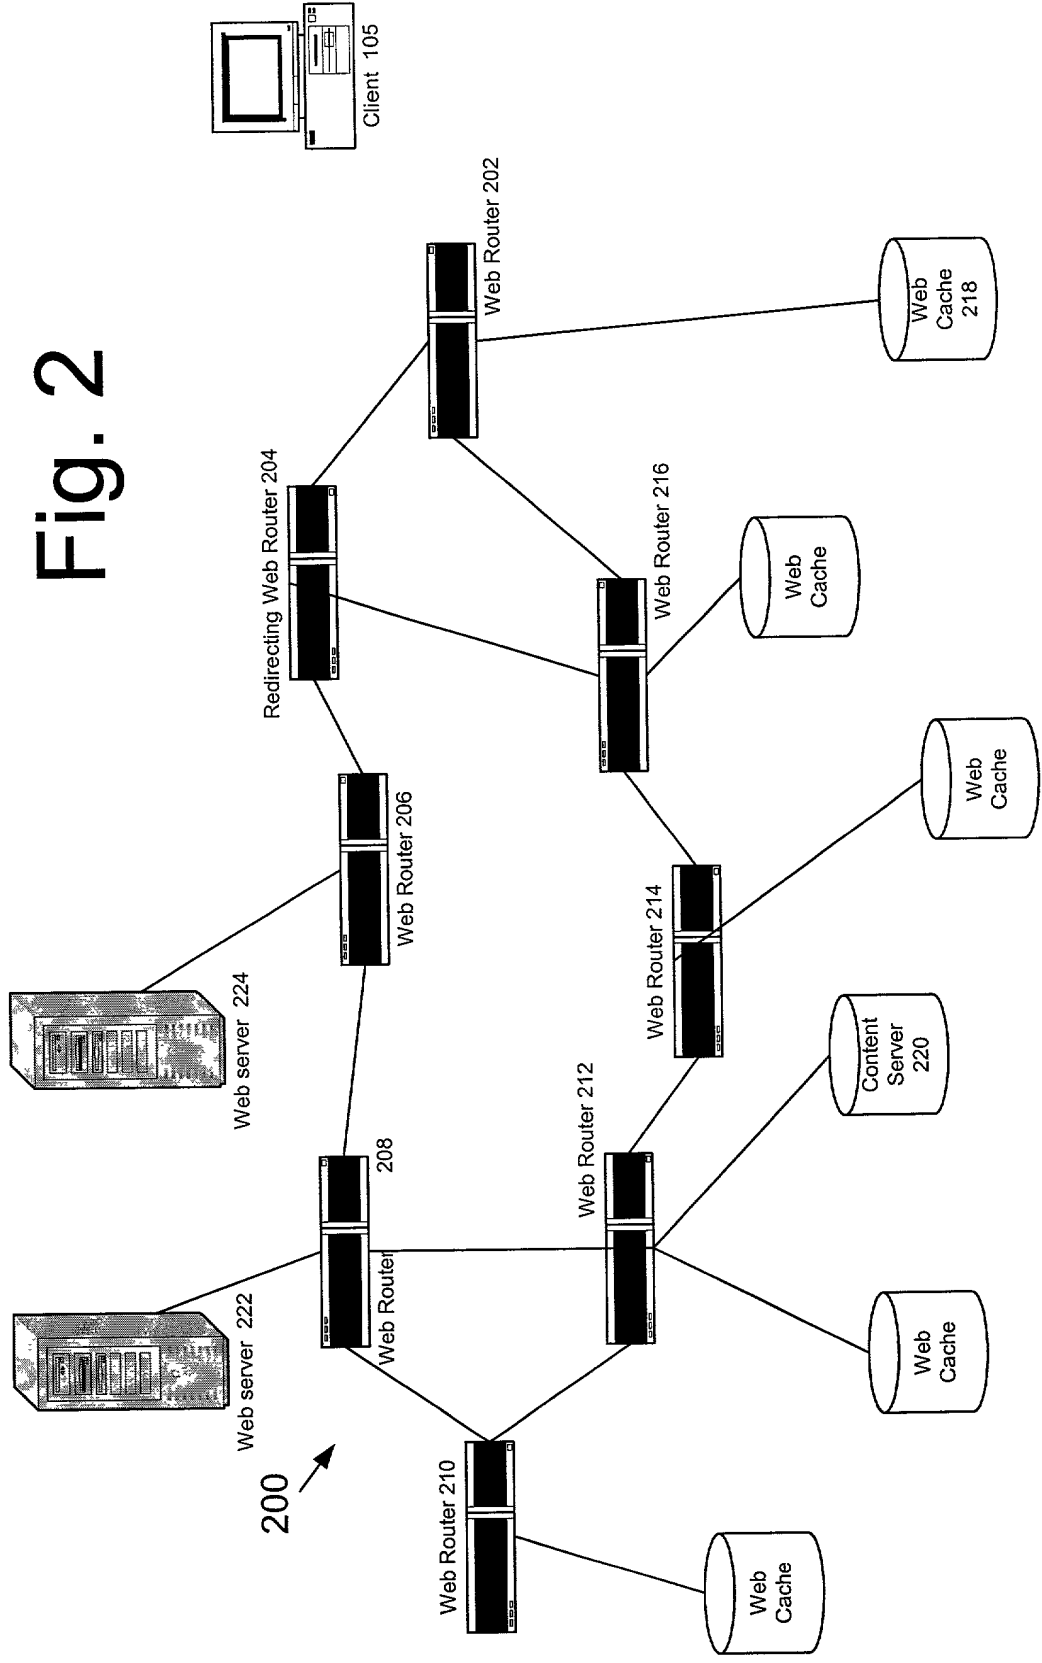 Fig. 2
Client 105
Web Router 202
Redirecting Web Router 204
Web Router 206
Web server 224
208
Web Router
Web server 222
200
Web Router 210
Web Router 212
Web Router 214
Web Router 216
Web
Cache
218
Web
Cache
Web
Cache
Content
Server
220
Web
Cache
Web
Cache